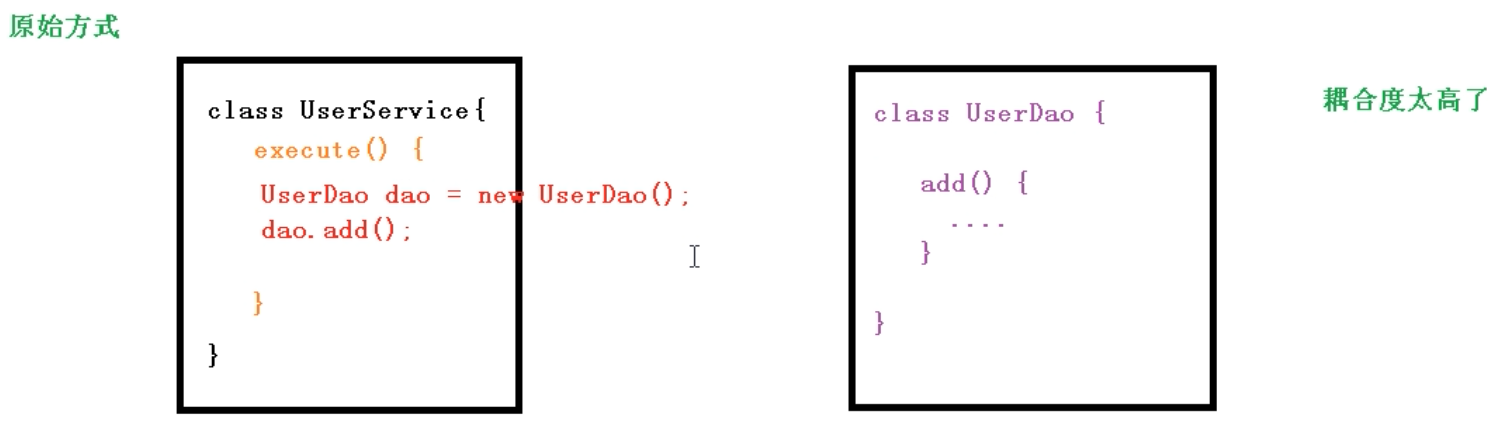 原始方式
class UserService{
execute() {
UserDao dao = new UserDao();
dao.add();
}
}
class UserDao {
add() {
....
}
}
耦合度太高了